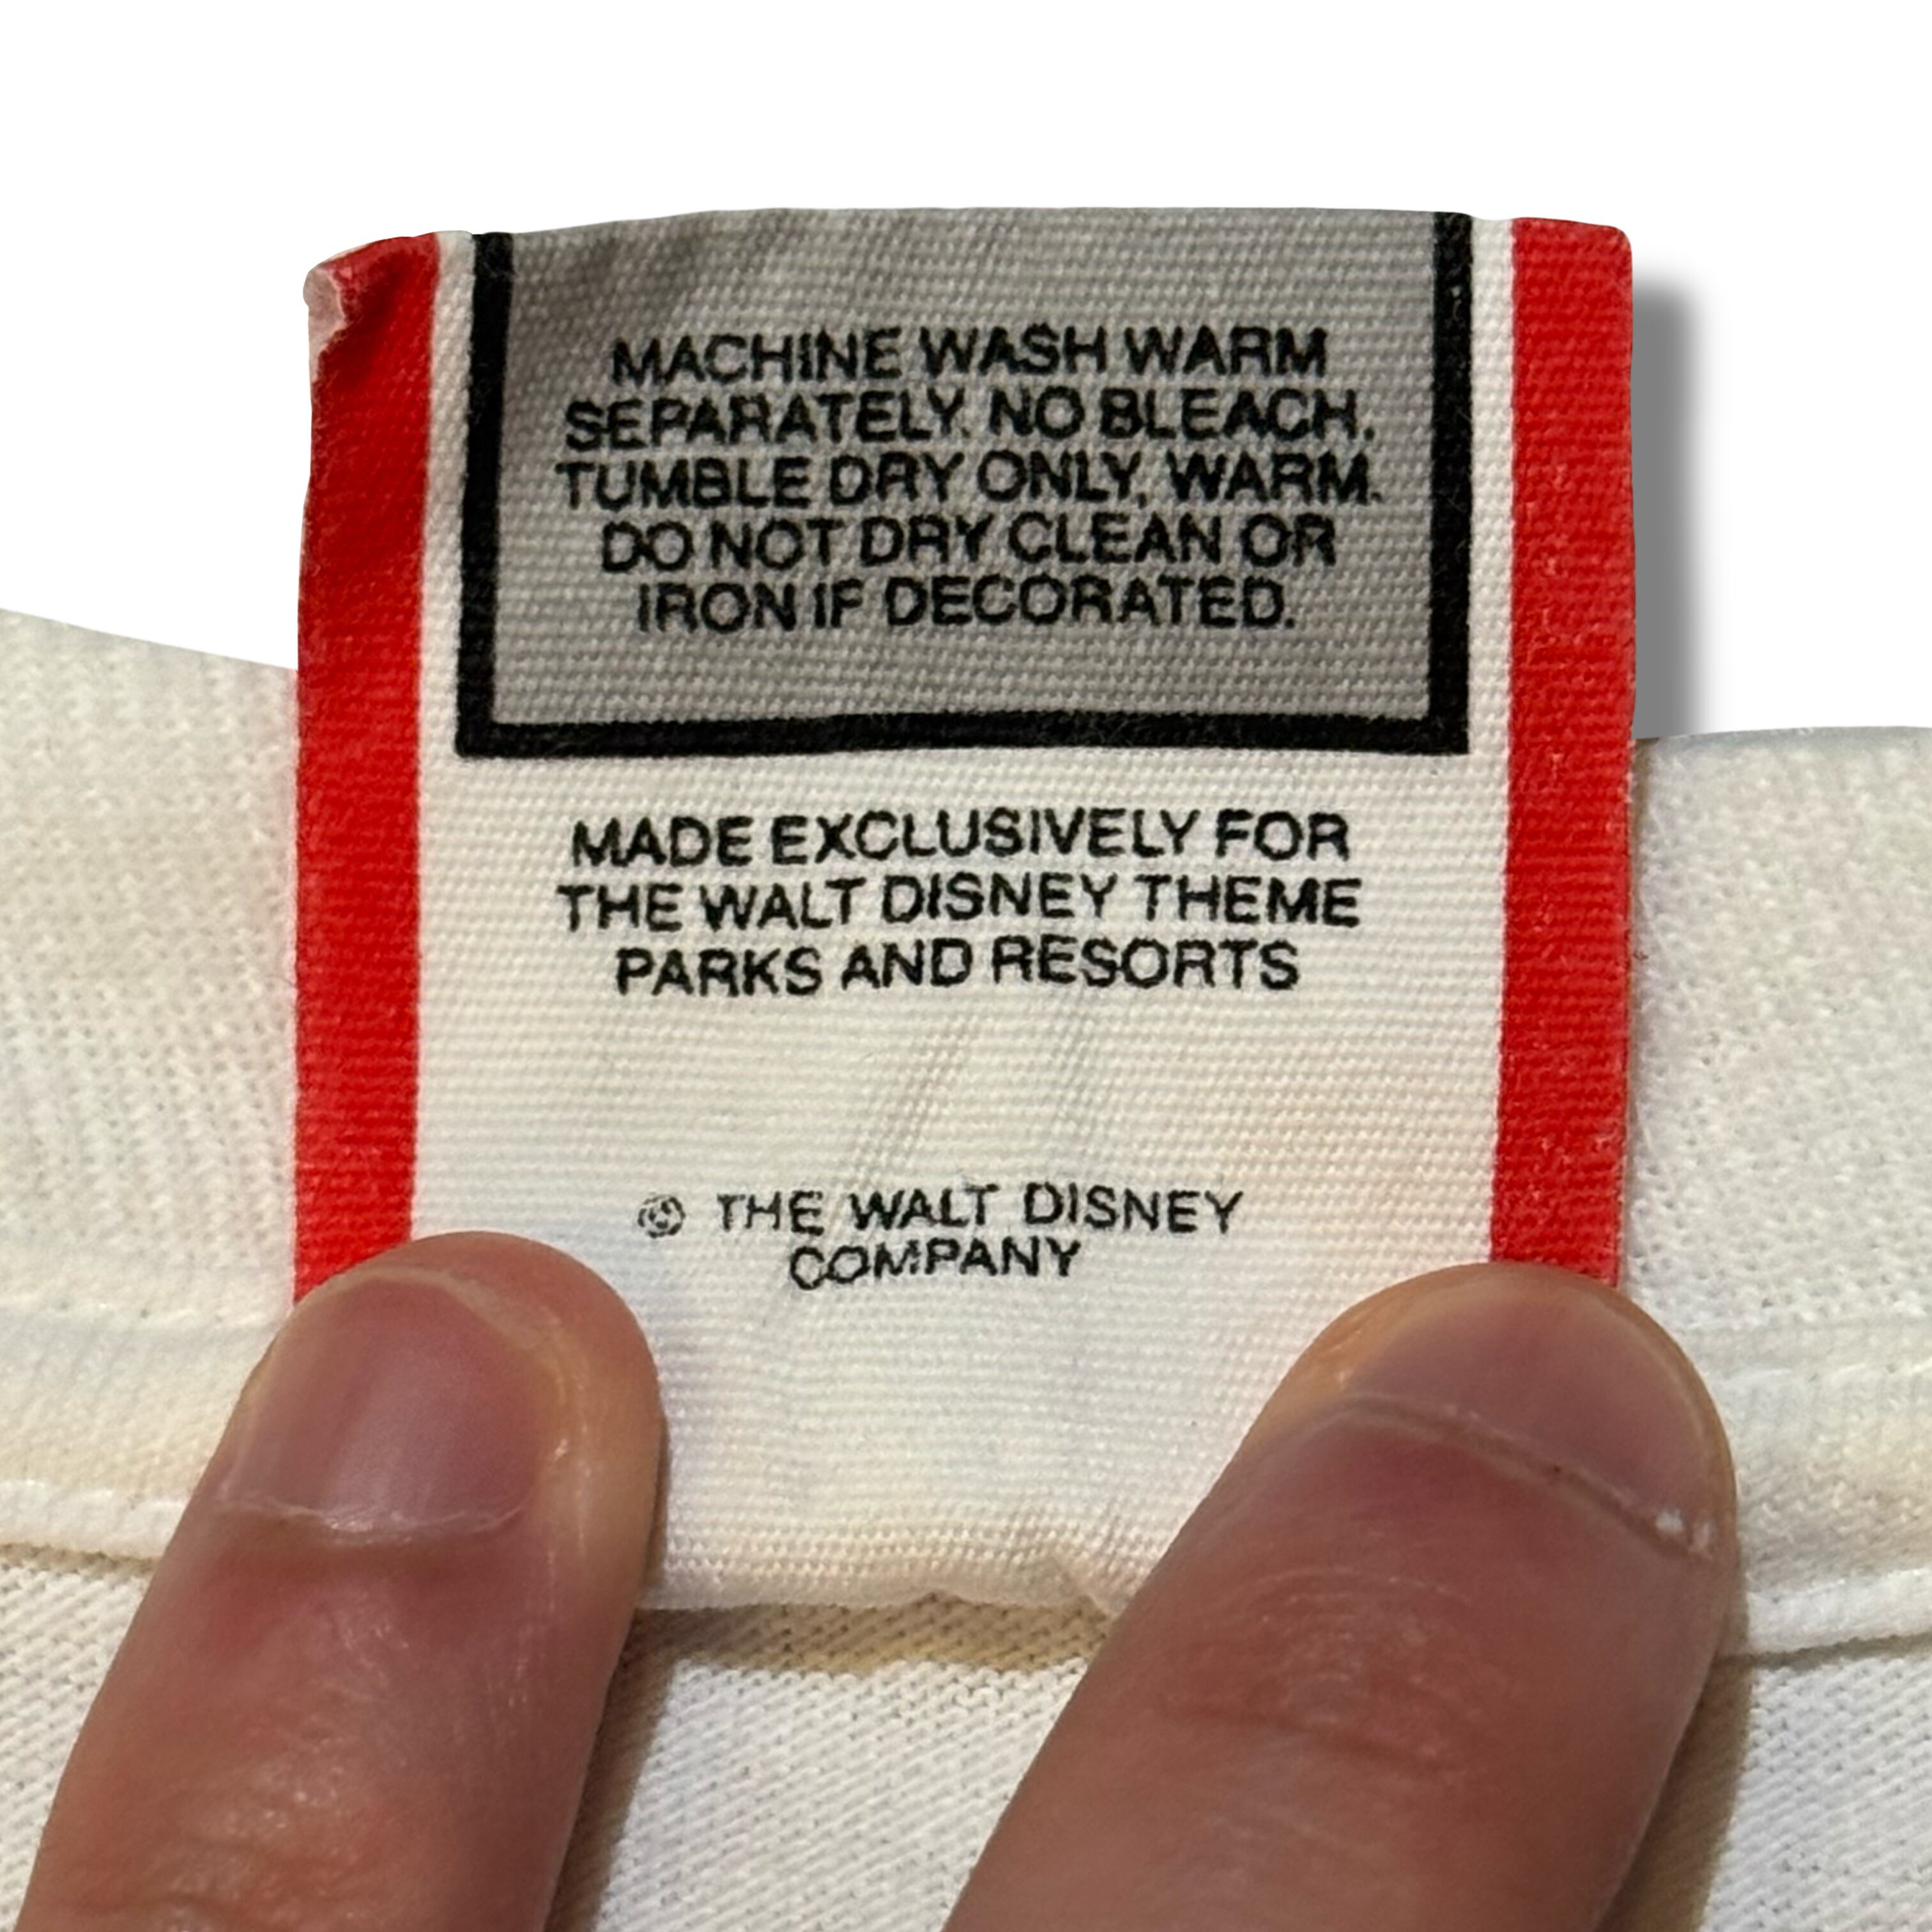 MACHINE WASH WARM
SEPARATELY. NO BLEACH.
TUMBLE DRY ONLY, WARM.
DO NOT DRY CLEAN OR
IRON IF DECORATED.
MADE EXCLUSIVELY FOR
THE WALT DISNEY THEME
PARKS AND RESORTS
© THE WALT DISNEY
COMPANY